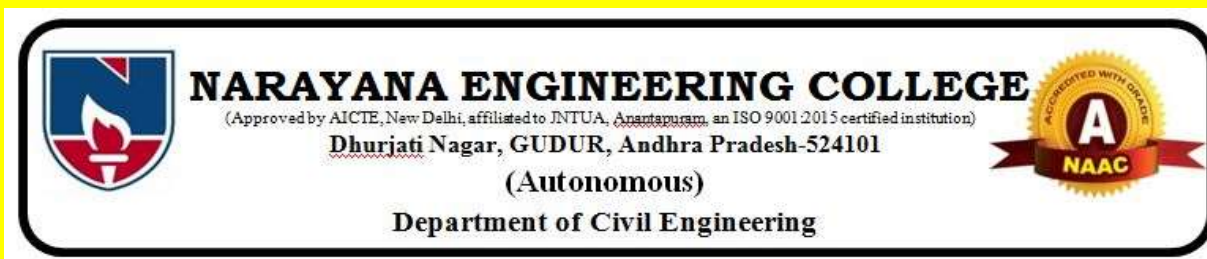 NARAYANA ENGINEERING COLLEGE
(Approved by AICTE, New Delhi, affiliated to JNTUA, Anantapuram, an ISO 9001:2015 certified institution)
Dhurjati Nagar, GUDUR, Andhra Pradesh-524101
(Autonomous)
Department of Civil Engineering
ACCREDITED WITH GRADE
A
NAAC